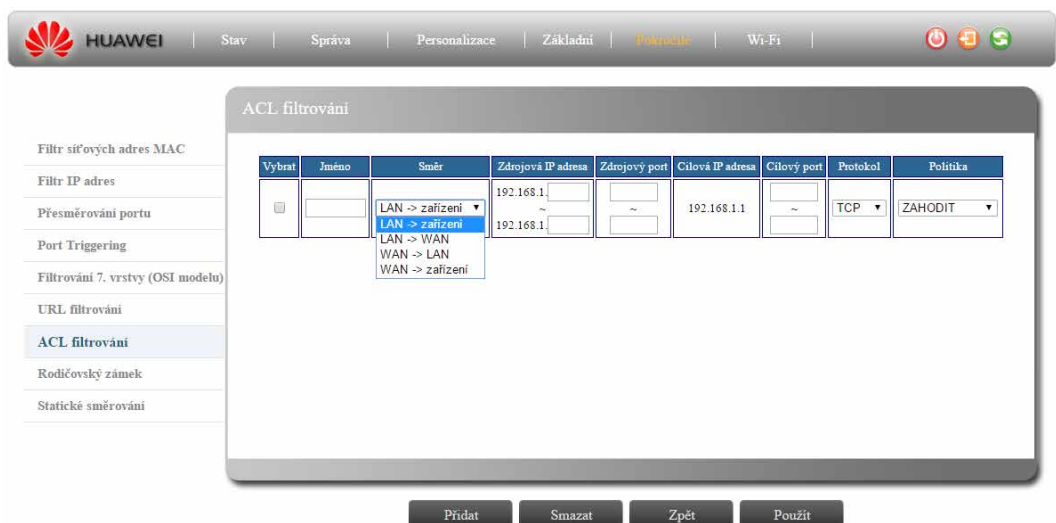 HUAWEI | Stav | Správa | Personalizace | Základní | Pokročilé | Wi-Fi |
ACL filtrování
Filtr síťových adres MAC
Filtr IP adres
Přesměrování portu
Port Triggering
Filtrování 7. vrstvy (OSI modelu)
URL filtrování
ACL filtrování
Rodičovský zámek
Statické směrování
Vybrat Jméno Směr Zdrojová IP adresa Zdrojový port Cílová IP adresa Cílový port Protokol Politika
192.168.1.
LAN -> zařízení ~ ~ 192.168.1.1 ~ TCP ZAHODIT
192.168.1.
LAN -> zařízení
LAN -> WAN
WAN -> LAN
WAN -> zařízení
Přidat Smazat Zpět Použít